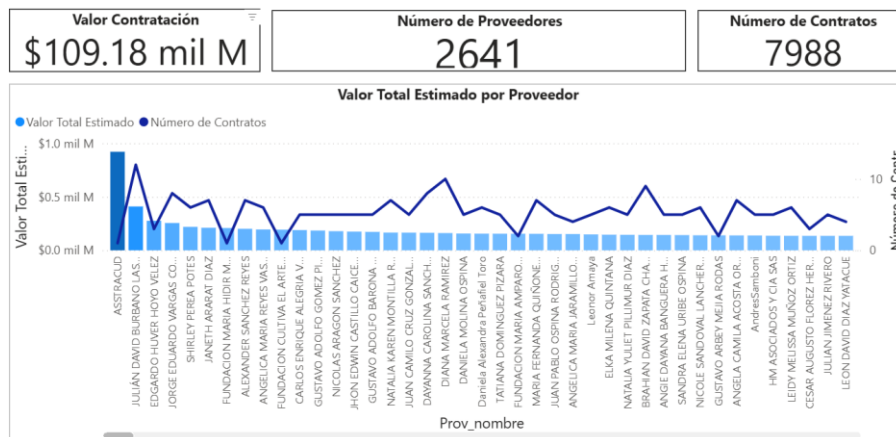 Valor Contratación
$109.18 mil M
Número de Proveedores
2641
Número de Contratos
7988
Valor Total Estimado por Proveedor
Valor Total Estimado Número de Contratos
Valor Total Esti...
$1.0 mil M
$0.5 mil M
$0.0 mil M
10
0
Número de Contr...
ASSTRACUD
JULIÁN DAVID BURBANO LAS...
EDGARDO HUVER HOYO VELEZ
JORGE EDUARDO VARGAS CO...
SHIRLEY PEREA POTES
JANETH ARARAT DIAZ
FUNDACION MARIA HIDIR M...
ALEXANDER SANCHEZ REYES
ANGELICA MARIA REYES VAS...
FUNDACION CULTIVA EL ARTE...
CARLOS ENRIQUE ALEGRIA V...
GUSTAVO ADOLFO GOMEZ PI...
NICOLAS ARAGON SANCHEZ
JHON EDWIN CASTILLO CAICE...
GUSTAVO ADOLFO BARONA ...
NATALIA KAREN MONTILLA R...
JUAN CAMILO CRUZ GONZAL...
DAYANNA CAROLINA SANCH...
DIANA MARCELA RAMIREZ
DANIELA MOLINA OSPINA
Daniela Alexandra Peñafiel Toro
TATIANA DOMINGUEZ PIZARA
FUNDACION MARIA AMPARO...
MARIA FERNANDA QUIÑONE...
JUAN PABLO OSPINA RODRIG...
ANGELICA MARIA JARAMILLO...
Leonor Amaya
ELKA MILENA QUINTANA
NATALIA YULIET PILLIMUR DIAZ
BRAHIAN DAVID ZAPATA CHA...
ANGIE DAYANA BANGUERA H...
SANDRA ELENA URIBE OSPINA
NICOLE SANDOVAL LANCHER...
GUSTAVO ARBEY MEJIA RODAS
ANGELA CAMILA ACOSTA OR...
AndresSamboni
HM ASOCIADOS Y CIA SAS
LEIDY MELISSA MUÑOZ ORTIZ
CESAR AUGUSTO FLOREZ HER...
JULIAN JIMENEZ RIVERO
LEON DAVID DIAZ YATACUE
Prov_nombre